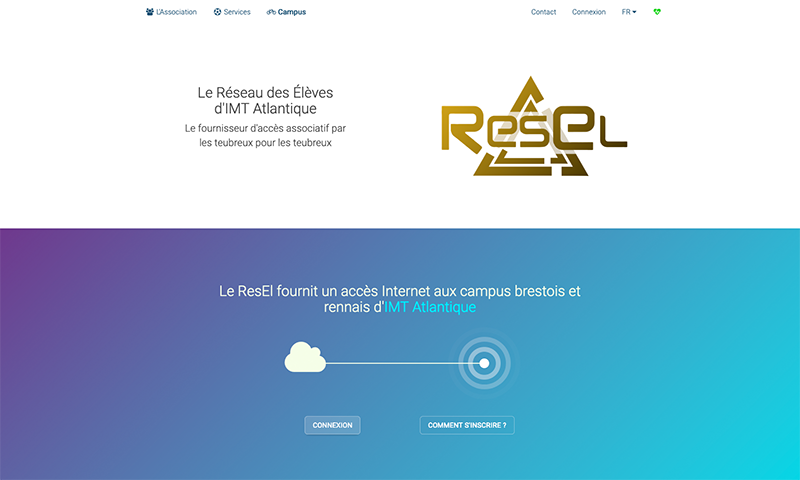 L'Association Services Campus Contact Connexion FR
Le Réseau des Élèves
d'IMT Atlantique
Le fournisseur d'accès associatif par
les teubreux pour les teubreux
ResEl
Le ResEl fournit un accès Internet aux campus brestois et
rennais d'IMT Atlantique
CONNEXION COMMENT S'INSCRIRE ?